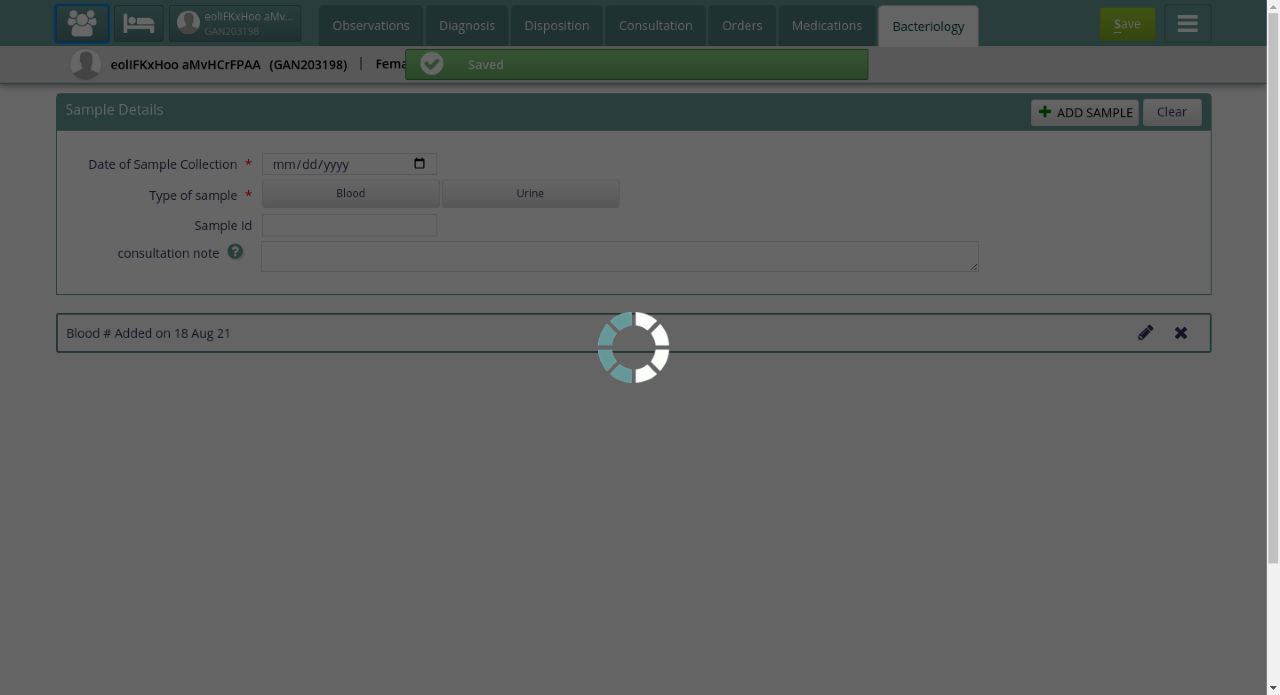 eolIFKxHoo aMv...
GAN203198
Observations
Diagnosis
Disposition
Consultation
Orders
Medications
Bacteriology
Save
eolIFKxHoo aMvHCrFPAA (GAN203198) | Fema
Saved
Sample Details
ADD SAMPLE
Clear
Date of Sample Collection *
mm/dd/yyyy
Type of sample *
Blood
Urine
Sample id
consultation note ?
Blood # Added on 18 Aug 21